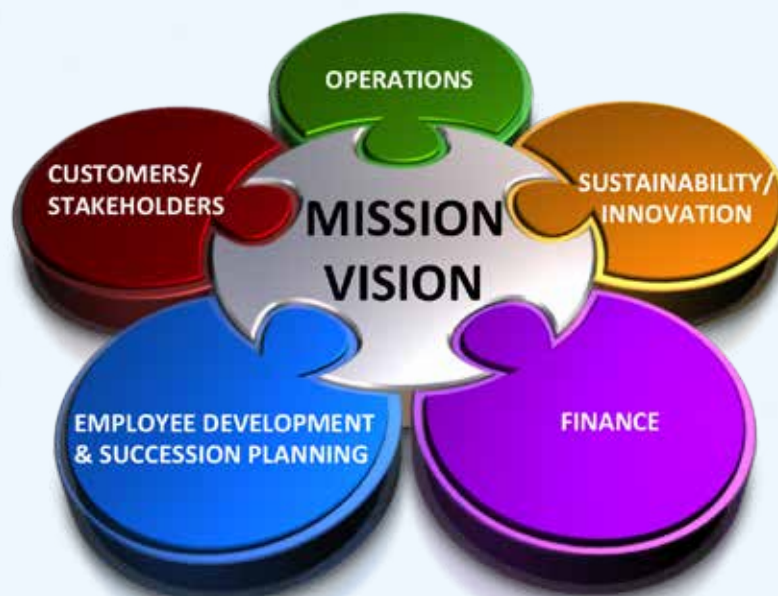 OPERATIONS
CUSTOMERS/
STAKEHOLDERS
SUSTAINABILITY/
INNOVATION
MISSION
VISION
EMPLOYEE DEVELOPMENT
& SUCCESSION PLANNING
FINANCE